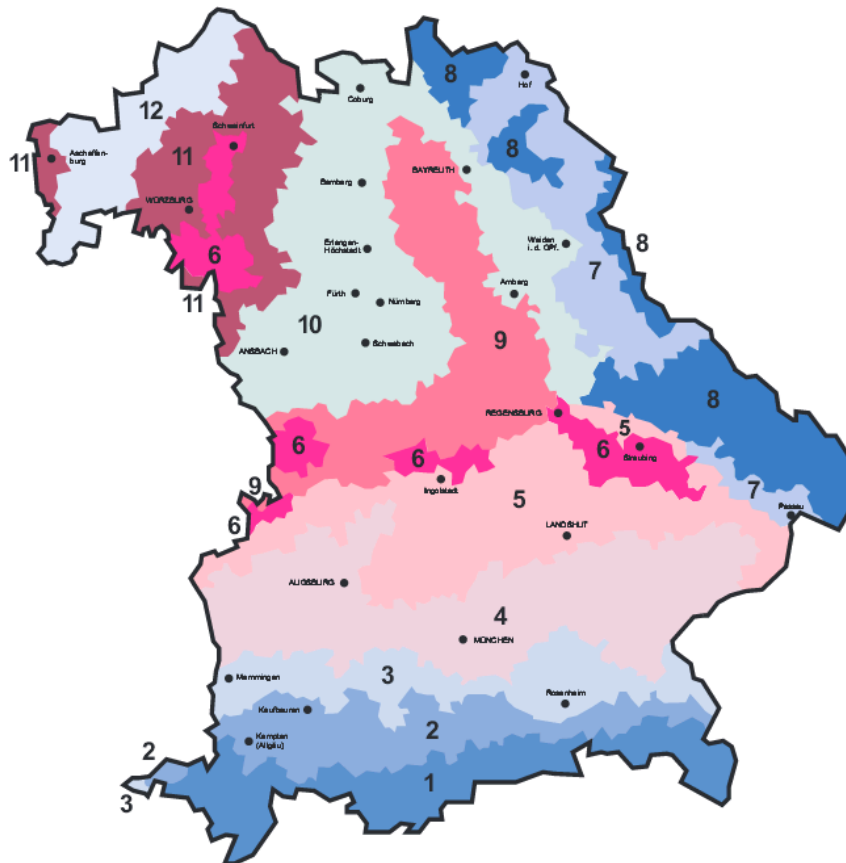 8
Hof
Coburg
12
Schweinfurt
8
11
11
Aschaffen-
burg
BAYREUTH
Bamberg
WÜRZBURG
8
Weiden
i. d. OPf.
Erlangen-
Höchstadt
6
7
11
Fürth
Nürnberg
Amberg
10
9
Schwabach
ANSBACH
8
REGENSBURG
5
6
6
6
Straubing
9
Ingolstadt
7
5
6
Passau
LANDSHUT
AUGSBURG
4
MÜNCHEN
3
Memmingen
Rosenheim
Kaufbeuren
2
Kempten
(Allgäu)
2
1
3